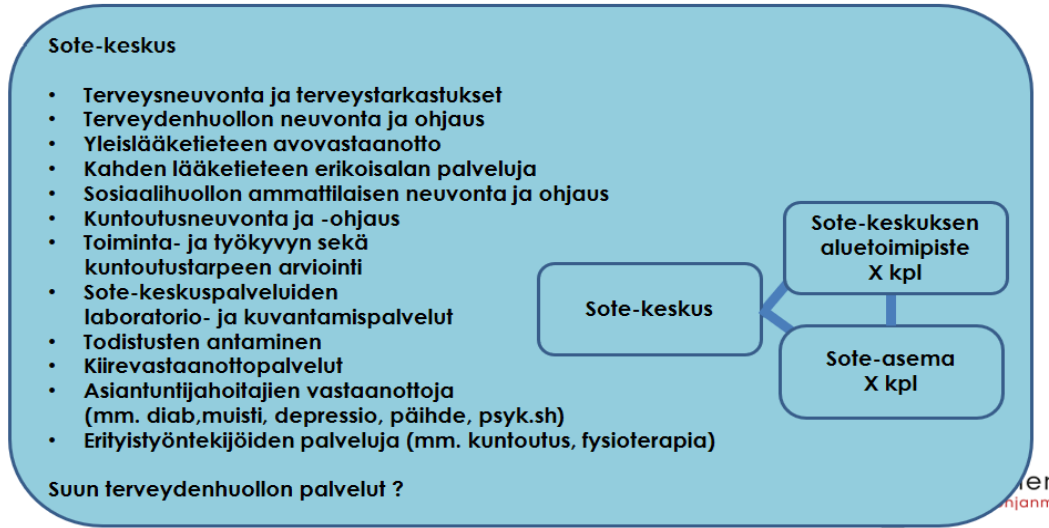 Sote-keskus
• Terveysneuvonta ja terveystarkastukset
• Terveydenhuollon neuvonta ja ohjaus
• Yleislääketieteen avovastaanotto
• Kahden lääketieteen erikoisalan palveluja
• Sosiaalihuollon ammattilaisen neuvonta ja ohjaus
• Kuntoutusneuvonta ja -ohjaus
• Toiminta- ja työkyvyn sekä
kuntoutustarpeen arviointi
• Sote-keskuspalveluiden
laboratorio- ja kuvantamispalvelut
• Todistusten antaminen
• Kiirevastaanottopalvelut
• Asiantuntijahoitajien vastaanottoja
(mm. diab,muisti, depressio, päihde, psyk.sh)
• Erityistyöntekijöiden palveluja (mm. kuntoutus, fysioterapia)
Suun terveydenhuollon palvelut ?
Sote-keskus
Sote-keskuksen
aluetoimipiste
X kpl
Sote-asema
X kpl